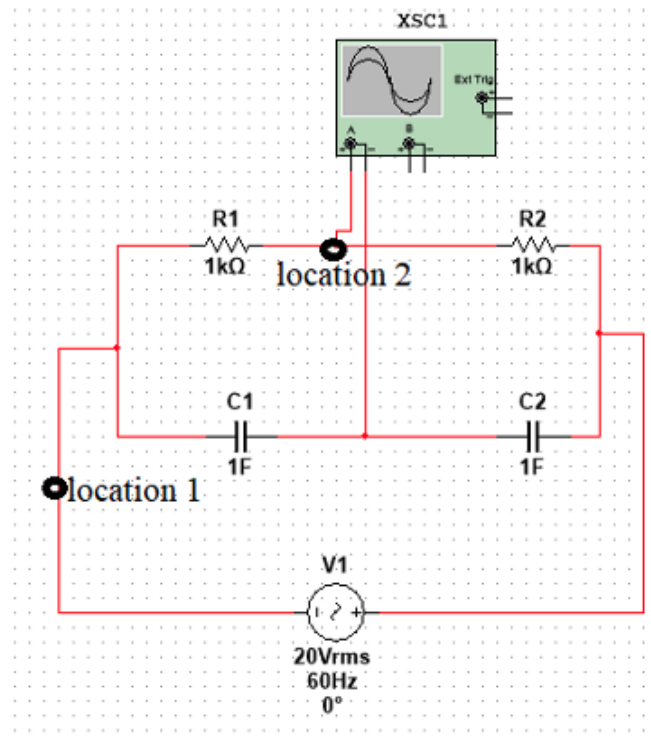 XSC1
Ext Trig
+
-
A
B
+ - + -
R1
1kΩ
R2
1kΩ
location 2
C1
1F
C2
1F
location 1
V1
+
20Vrms
60Hz
0°